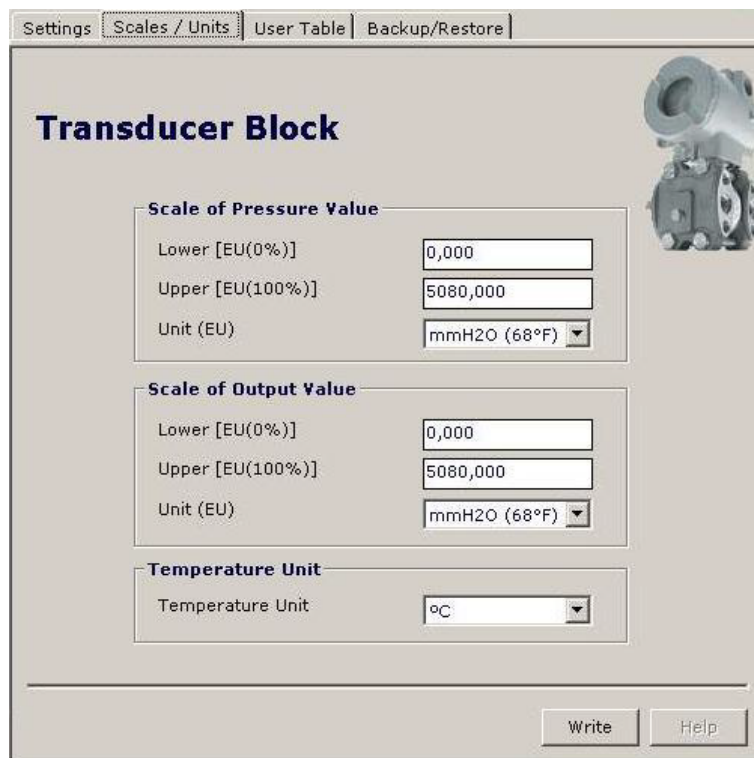 Settings Scales / Units User Table Backup/Restore
Transducer Block
Scale of Pressure Value
Lower [EU(0%)] 0,000
Upper [EU(100%)] 5080,000
Unit (EU) mmH2O (68°F)
Scale of Output Value
Lower [EU(0%)] 0,000
Upper [EU(100%)] 5080,000
Unit (EU) mmH2O (68°F)
Temperature Unit
Temperature Unit ºC
Write Help